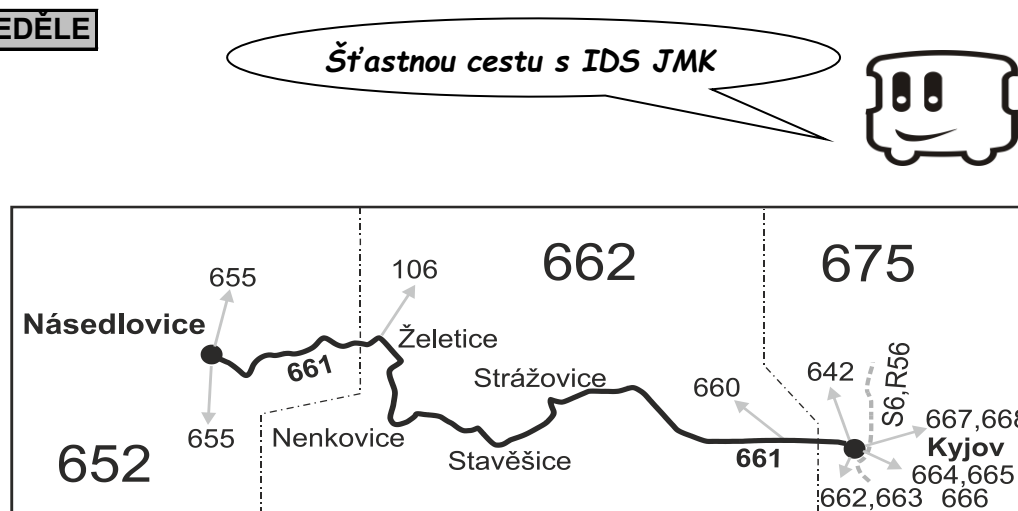 EDĚLE
Šťastnou cestu s IDS JMK
662
675
655
106
Násedlovice
Želetice
661
Strážovice
660
642
S6,R56
667,668
655
Nenkovice
Kyjov
652
Stavěšice
661
664,665
662,663 666